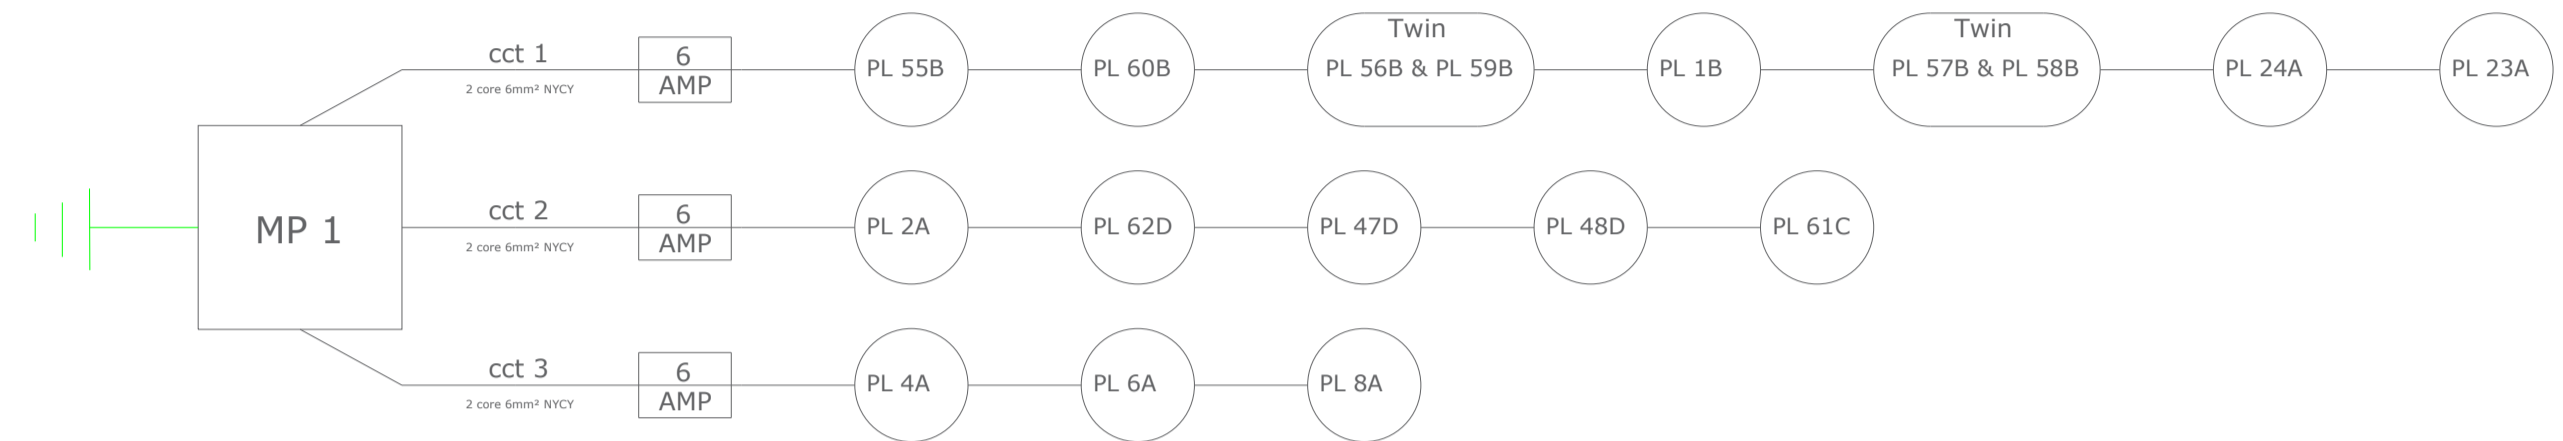 cct 1
2 core 6mm² NYCY
6
AMP
PL 55B
PL 60B
Twin
PL 56B & PL 59B
PL 1B
Twin
PL 57B & PL 58B
PL 24A
PL 23A
MP 1
cct 2
2 core 6mm² NYCY
6
AMP
PL 2A
PL 62D
PL 47D
PL 48D
PL 61C
cct 3
2 core 6mm² NYCY
6
AMP
PL 4A
PL 6A
PL 8A